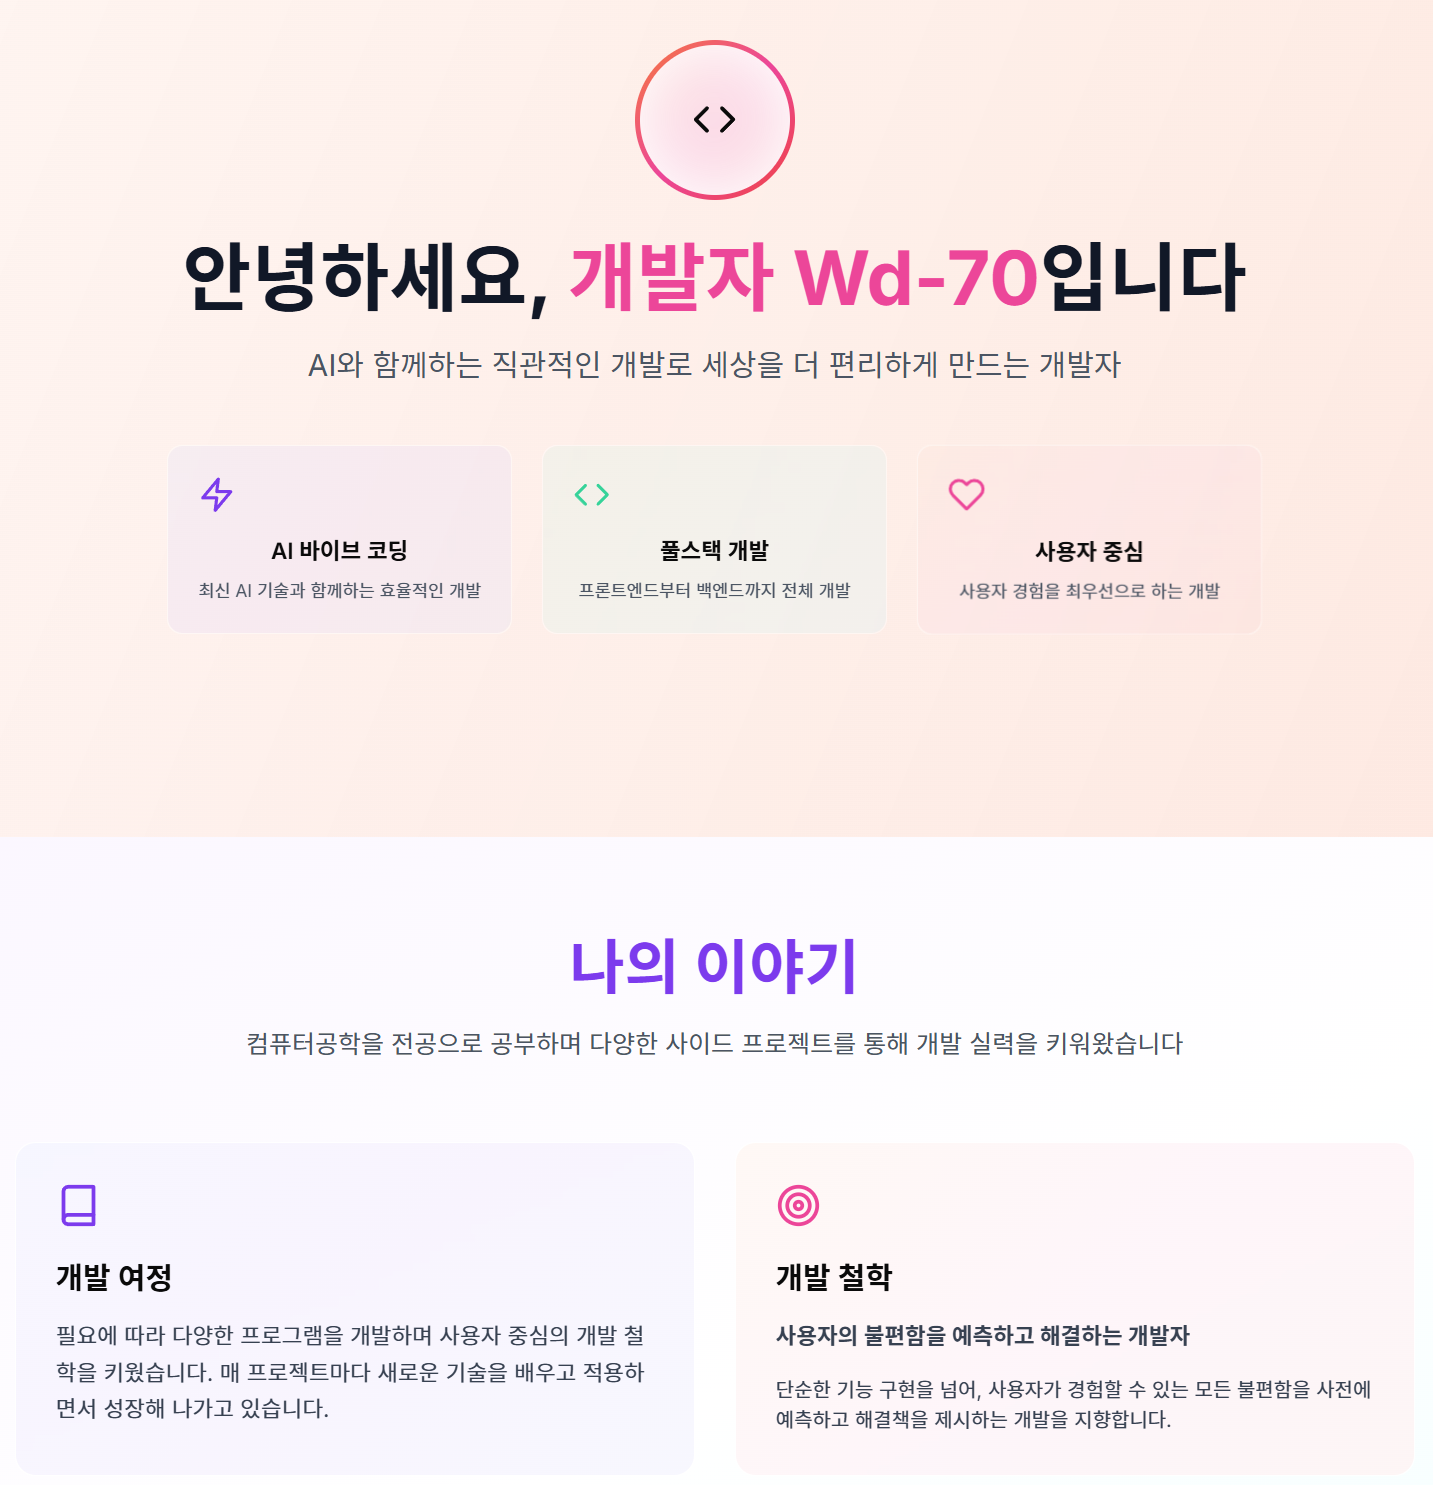 안녕하세요, 개발자 Wd-70입니다
AI와 함께하는 직관적인 개발로 세상을 더 편리하게 만드는 개발자
AI 바이브 코딩
최신 AI 기술과 함께하는 효율적인 개발
풀스택 개발
프론트엔드부터 백엔드까지 전체 개발
사용자 중심
사용자 경험을 최우선으로 하는 개발
나의 이야기
컴퓨터공학을 전공으로 공부하며 다양한 사이드 프로젝트를 통해 개발 실력을 키워왔습니다
개발 여정
필요에 따라 다양한 프로그램을 개발하며 사용자 중심의 개발 철
학을 키웠습니다. 매 프로젝트마다 새로운 기술을 배우고 적용하
면서 성장해 나가고 있습니다.
개발 철학
사용자의 불편함을 예측하고 해결하는 개발자
단순한 기능 구현을 넘어, 사용자가 경험할 수 있는 모든 불편함을 사전에
예측하고 해결책을 제시하는 개발을 지향합니다.